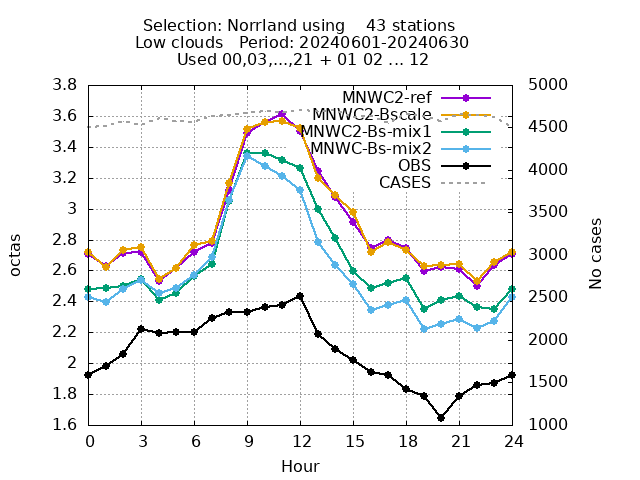 Selection: Norrland using    43 stations
Low clouds   Period: 20240601-20240630
Used 00,03,...,21 + 01 02 ... 12
3.8
3.6
3.4
3.2
3
2.8
2.6
2.4
2.2
2
1.8
1.6
octas
5000
4500
4000
3500
3000
2500
2000
1500
1000
No cases
MNWC2-ref
MNWC2-Bscale
MNWC2-Bs-mix1
MNWC-Bs-mix2
OBS
CASES
0 3 6 9 12 15 18 21 24
Hour